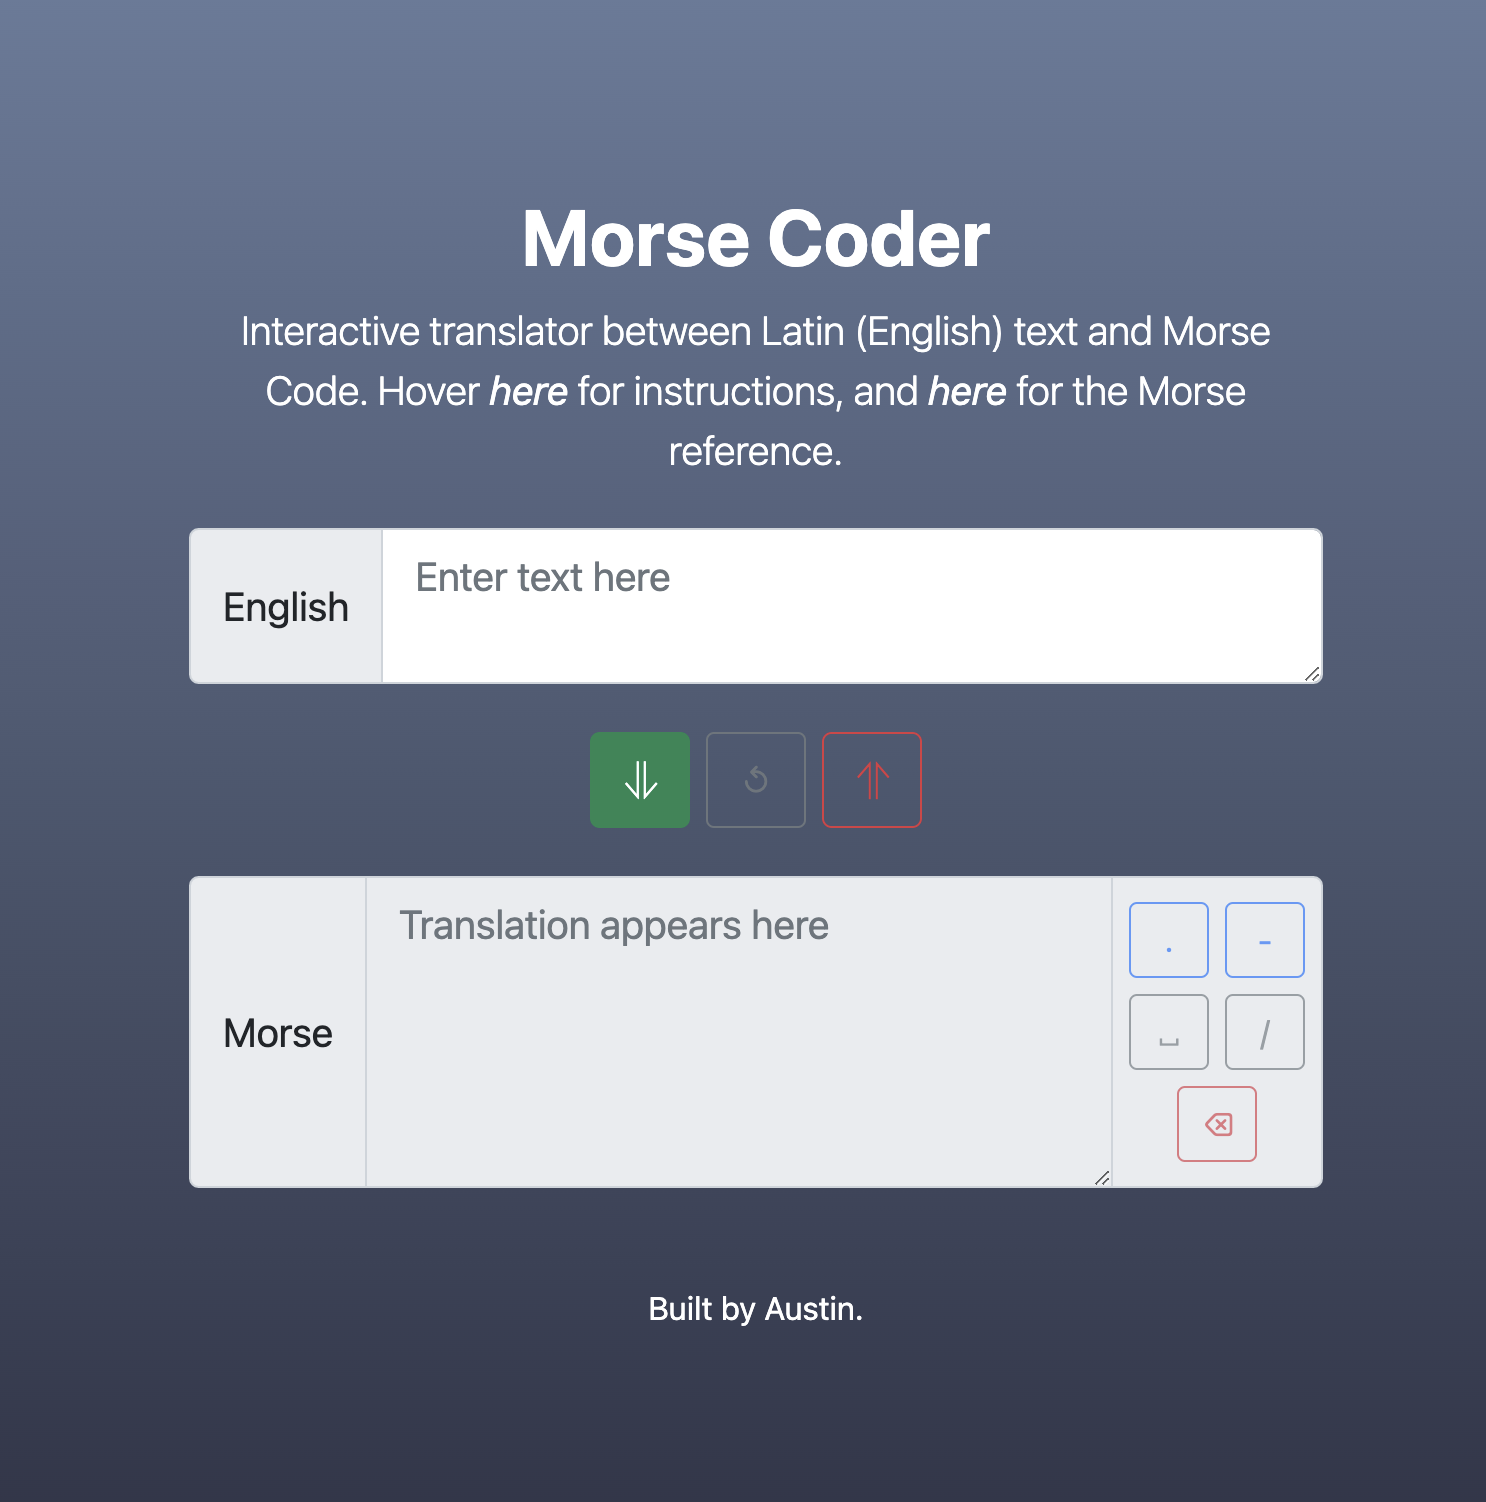 Morse Coder
Interactive translator between Latin (English) text and Morse
Code. Hover here for instructions, and here for the Morse
reference.
English
Enter text here
Morse
Translation appears here
. -
␣ /
Built by Austin.